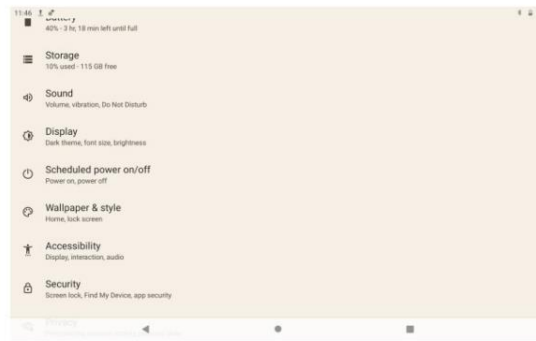 11:46
Battery
40% - 3 hr, 18 min left until full
Storage
10% used - 115 GB free
Sound
Volume, vibration, Do Not Disturb
Display
Dark theme, font size, brightness
Scheduled power on/off
Power on, power off
Wallpaper & style
Home, lock screen
Accessibility
Display, interaction, audio
Security
Screen lock, Find My Device, app security
Privacy